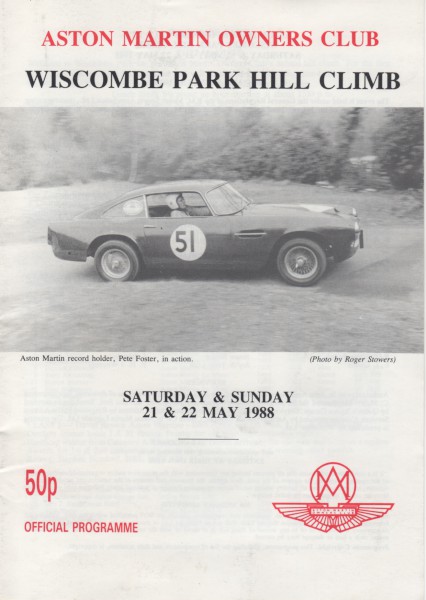 ASTON MARTIN OWNERS CLUB
WISCOMBE PARK HILL CLIMB
51
Aston Martin record holder, Pete Foster, in action.
(Photo by Roger Stowers)
SATURDAY & SUNDAY
21 & 22 MAY 1988
50p
OFFICIAL PROGRAMME